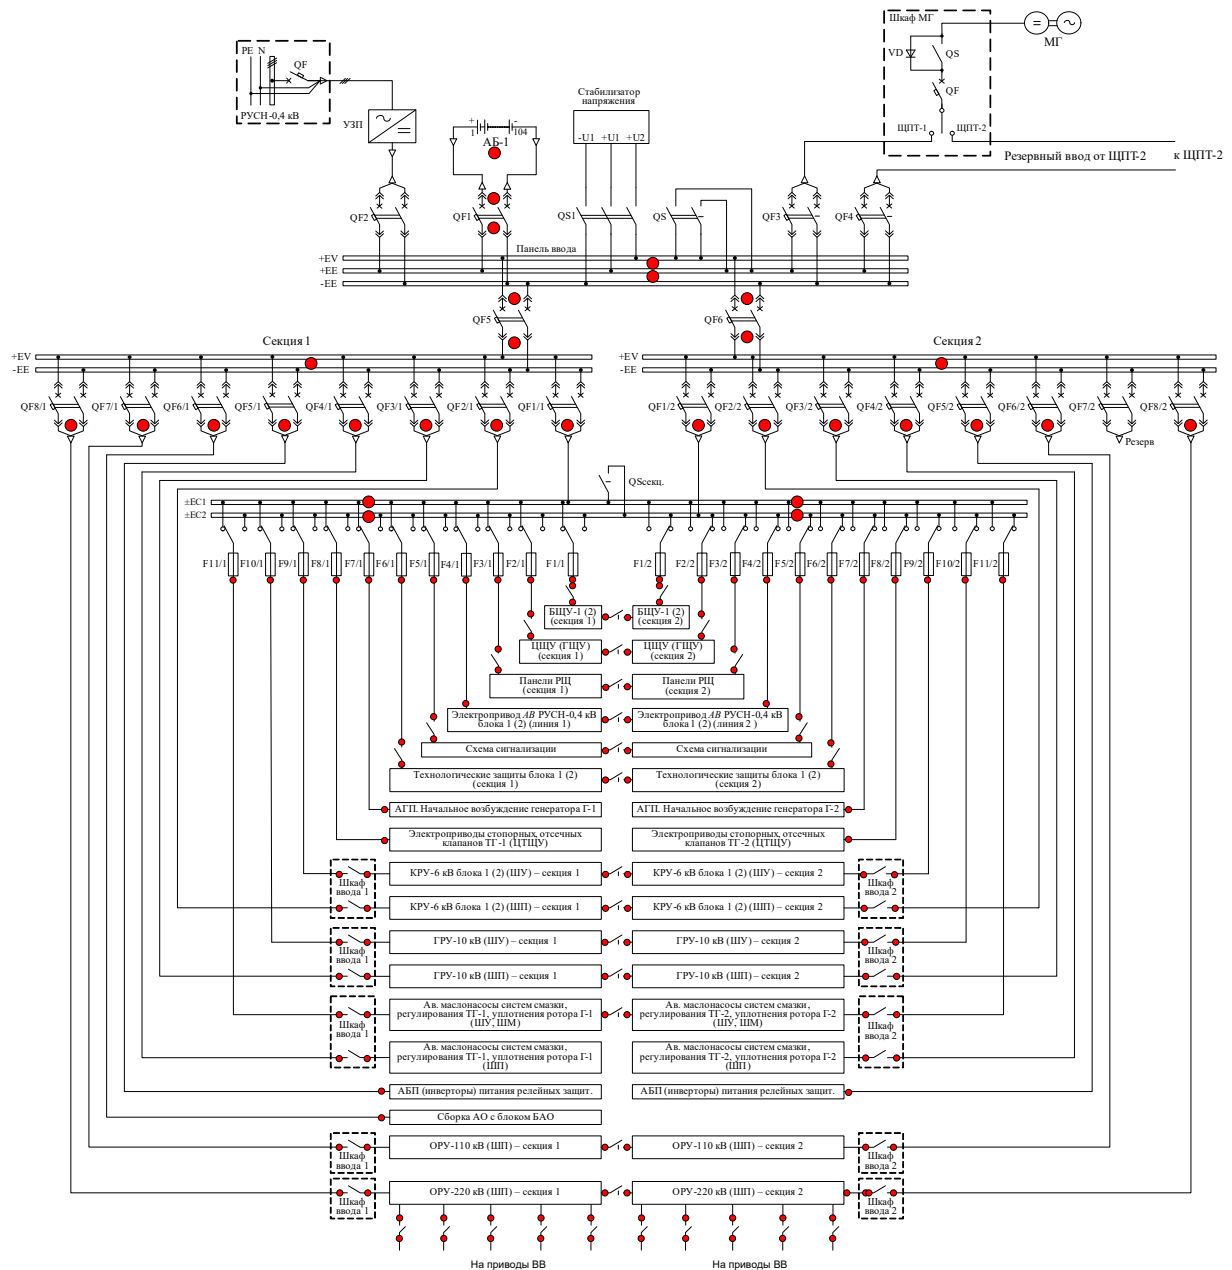 Шкаф МГ
VD
QS
МГ
QF
ЩПТ-1
ЩПТ-2
Резервный ввод от ЩПТ-2
к ЩПТ-2
PE N
QF
РУСН-0,4 кВ
УЗП
+
-
1
104
АБ-1
Стабилизатор
напряжения
-U1 +U1 +U2
QF2
QF1
QS1
QS
QF3
QF4
Панель ввода
+EV
+EE
-EE
QF5
QF6
Секция 1
Секция 2
+EV
-EE
+EV
-EE
QF8/1
QF7/1
QF6/1
QF5/1
QF4/1
QF3/1
QF2/1
QF1/1
QF1/2
QF2/2
QF3/2
QF4/2
QF5/2
QF6/2
QF7/2
QF8/2
Резерв
QSсекц.
±EC1
±EC2
F11/1
F10/1
F9/1
F8/1
F7/1
F6/1
F5/1
F4/1
F3/1
F2/1
F1/1
F1/2
F2/2
F3/2
F4/2
F5/2
F6/2
F7/2
F8/2
F9/2
F10/2
F11/2
БЩУ-1 (2)
(секция 1)
БЩУ-1 (2)
(секция 2)
ЦЩУ (ГЩУ)
(секция 1)
ЦЩУ (ГЩУ)
(секция 2)
Панели РЩ
(секция 1)
Панели РЩ
(секция 2)
Электропривод АВ РУСН-0,4 кВ
блока 1 (2) (линия 1)
Электропривод АВ РУСН-0,4 кВ
блока 1 (2) (линия 2 )
Схема сигнализации
Схема сигнализации
Технологические защиты блока 1 (2)
(секция 1)
Технологические защиты блока 1 (2)
(секция 2)
АГП. Начальное возбуждение генератора Г-1
АГП. Начальное возбуждение генератора Г-2
Электроприводы стопорных, отсечных
клапанов ТГ-1 (ЦТЩУ)
Электроприводы стопорных, отсечных
клапанов ТГ-2 (ЦТЩУ)
Шкаф
ввода 1
КРУ-6 кВ блока 1 (2) (ШУ) – секция 1
КРУ-6 кВ блока 1 (2) (ШУ) – секция 2
Шкаф
ввода 2
КРУ-6 кВ блока 1 (2) (ШП) – секция 1
КРУ-6 кВ блока 1 (2) (ШП) – секция 2
Шкаф
ввода 1
ГРУ-10 кВ (ШУ) – секция 1
ГРУ-10 кВ (ШУ) – секция 2
Шкаф
ввода 2
ГРУ-10 кВ (ШП) – секция 1
ГРУ-10 кВ (ШП) – секция 2
Шкаф
ввода 1
Ав. маслонасосы систем смазки,
регулирования ТГ-1, уплотнения ротора Г-1
(ШУ, ШМ)
Ав. маслонасосы систем смазки,
регулирования ТГ-2, уплотнения ротора Г-2
(ШУ, ШМ)
Шкаф
ввода 2
Ав. маслонасосы систем смазки,
регулирования ТГ-1, уплотнения ротора Г-1
(ШП)
Ав. маслонасосы систем смазки,
регулирования ТГ-2, уплотнения ротора Г-2
(ШП)
АБП (инверторы) питания релейных защит.
АБП (инверторы) питания релейных защит.
Сборка АО с блоком БАО
Шкаф
ввода 1
ОРУ-110 кВ (ШП) – секция 1
ОРУ-110 кВ (ШП) – секция 2
Шкаф
ввода 2
Шкаф
ввода 1
ОРУ-220 кВ (ШП) – секция 1
ОРУ-220 кВ (ШП) – секция 2
Шкаф
ввода 2
На приводы ВВ
На приводы ВВ